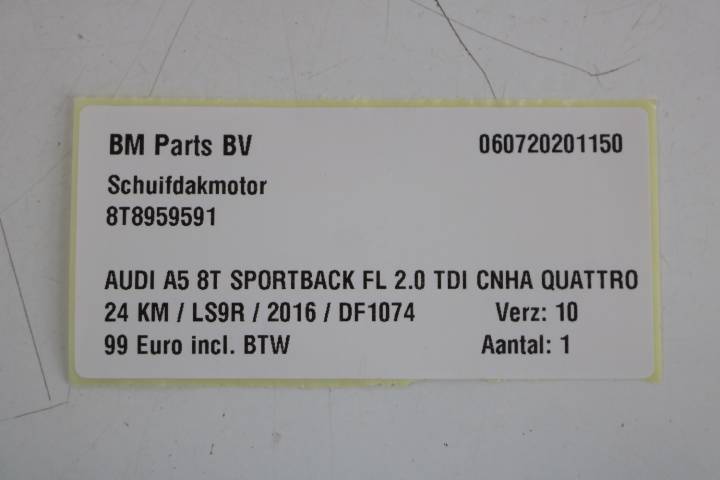 BM Parts BV 060720201150
Schuifdakmotor
8T8959591
AUDI A5 8T SPORTBACK FL 2.0 TDI CNHA QUATTRO
24 KM / LS9R / 2016 / DF1074 Verz: 10
99 Euro incl. BTW Aantal: 1